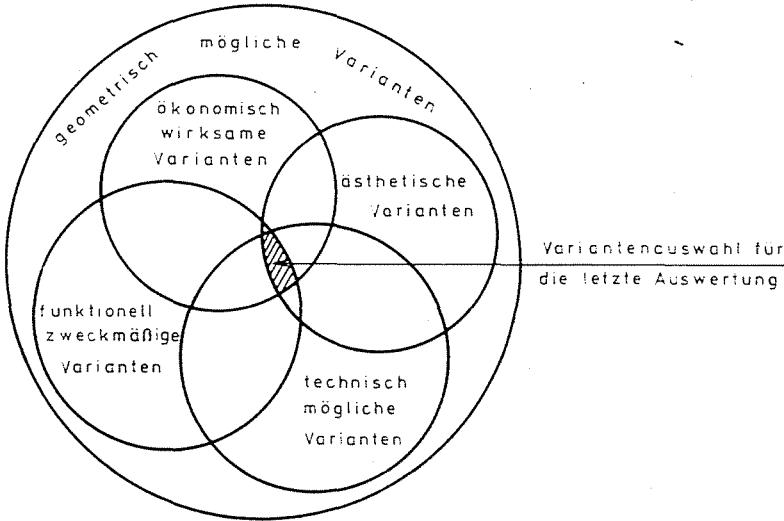 geometrisch mögliche Varianten
ökonomisch
wirksame
Varianten
ästhetische
Varianten
Variantenauswahl für
die letzte Auswertung
funktionell
zweckmäßige
Varianten
technisch
mögliche
Varianten